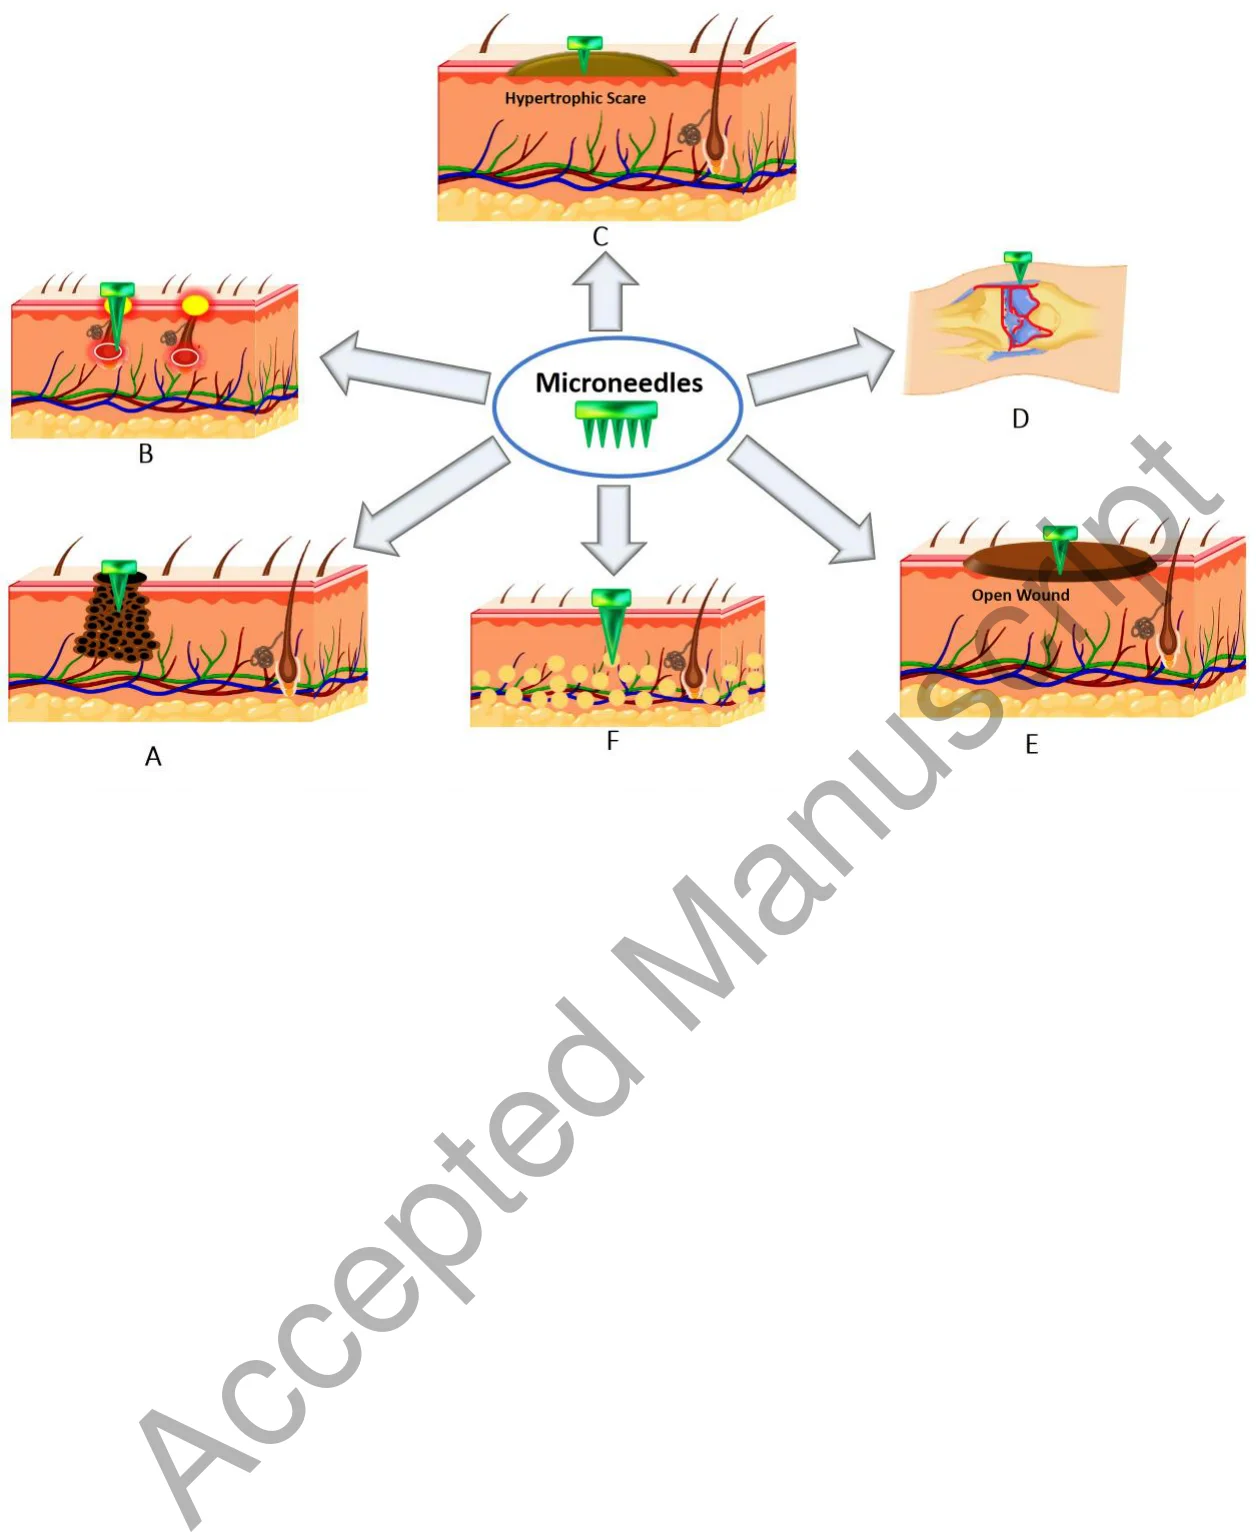 Hypertrophic Scare
C
Microneedles
B
D
Open Wound
A
F
E
Accepted Manuscript